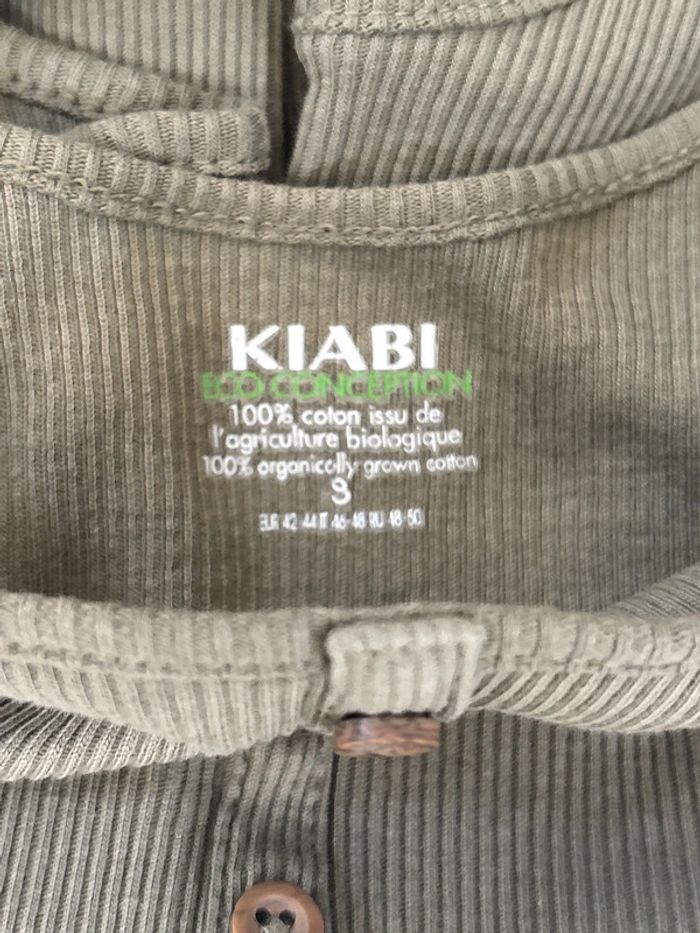 KIABI
ECO CONCEPTION
100% coton issu de
l'agriculture biologique
100% organically grown cotton
S
EUR 42-44 IT 46-48 RU 48-50